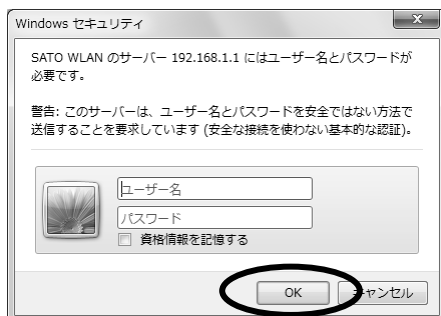 Windows セキュリティ
SATO WLAN のサーバー 192.168.1.1 にはユーザー名とパスワードが
必要です。
警告: このサーバーは、ユーザー名とパスワードを安全ではない方法で
送信することを要求しています (安全な接続を使わない基本的な認証)。
ユーザー名
パスワード
資格情報を記憶する
OK
キャンセル